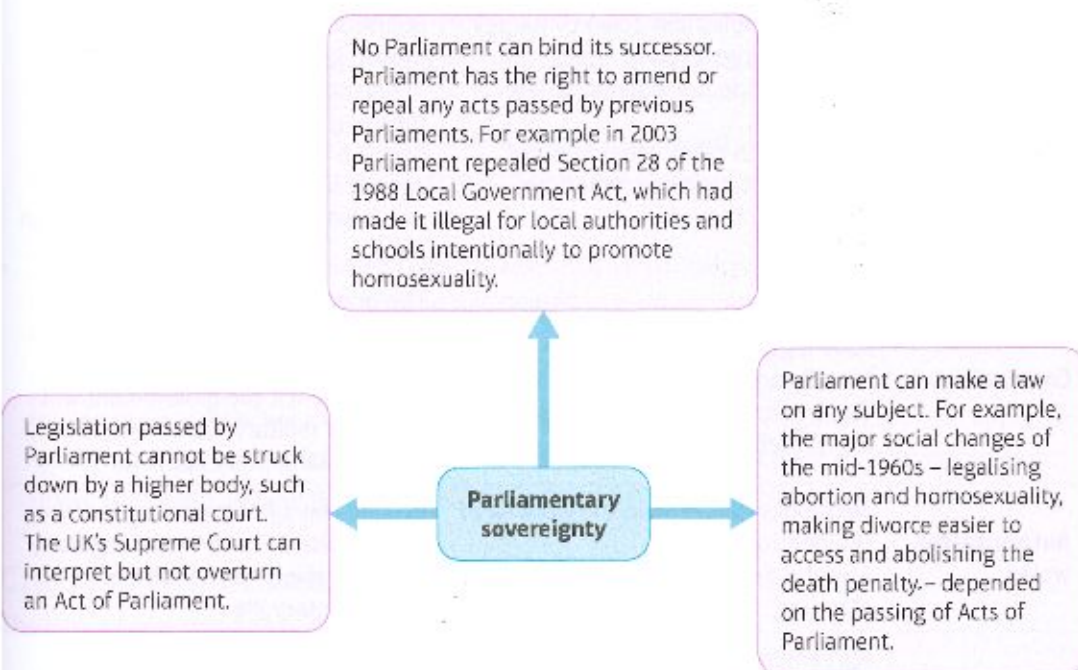 No Parliament can bind its successor.
Parliament has the right to amend or
repeal any acts passed by previous
Parliaments. For example in 2003
Parliament repealed Section 28 of the
1988 Local Government Act, which had
made it illegal for local authorities and
schools intentionally to promote
homosexuality.
Legislation passed by
Parliament cannot be struck
down by a higher body, such
as a constitutional court.
The UK's Supreme Court can
interpret but not overturn
an Act of Parliament.
Parliamentary
sovereignty
Parliament can make a law
on any subject. For example,
the major social changes of
the mid-1960s – legalising
abortion and homosexuality,
making divorce easier to
access and abolishing the
death penalty – depended
on the passing of Acts of
Parliament.